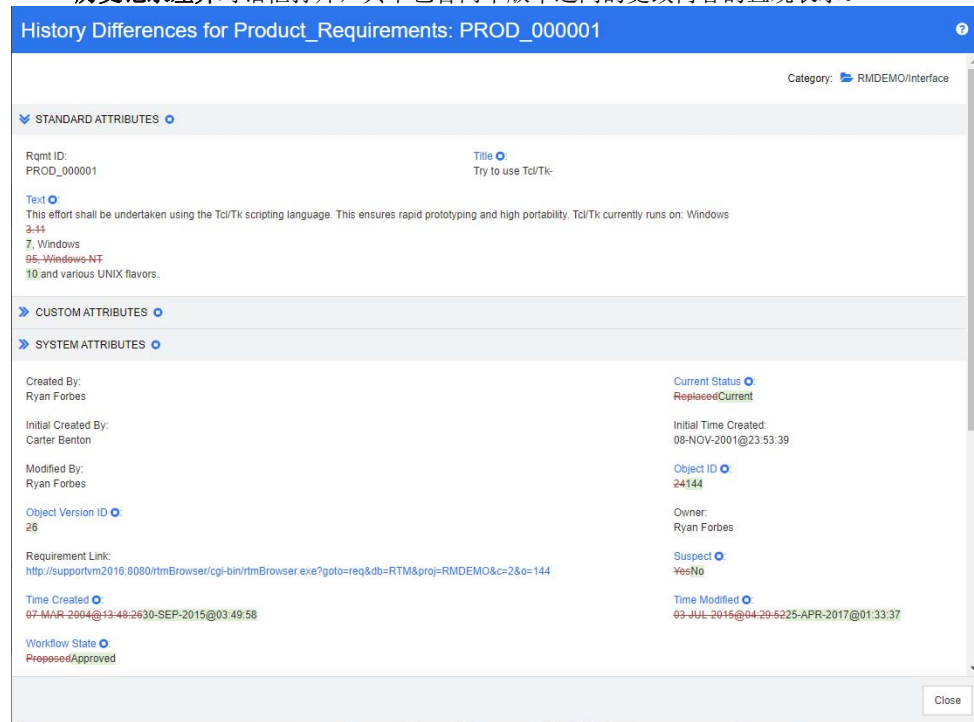 History Differences for Product_Requirements: PROD_000001
Category: RMDEMO/Interface
STANDARD ATTRIBUTES
Rqmt ID:
PROD_000001
Title :
Try to use Tcl/Tk-
Text :
This effort shall be undertaken using the Tcl/Tk scripting language. This ensures rapid prototyping and high portability. Tcl/Tk currently runs on: Windows
3.11
7, Windows
95, Windows NT
10 and various UNIX flavors.
CUSTOM ATTRIBUTES
SYSTEM ATTRIBUTES
Created By:
Ryan Forbes
Current Status :
ReplacedCurrent
Initial Created By:
Carter Benton
Initial Time Created:
08-NOV-2001@23:53:39
Modified By:
Ryan Forbes
Object ID :
24144
Object Version ID :
26
Owner:
Ryan Forbes
Requirement Link:
http://supportvm2016:8080/rtmBrowser/cgi-bin/rtmBrowser.exe?goto=req&db=RTM&proj=RMDEMO&c=2&o=144
Suspect :
YesNo
Time Created :
07-MAR-2004@13:48:2630-SEP-2015@03:49:58
Time Modified :
03-JUL-2015@04:29:5225-APR-2017@01:33:37
Workflow State :
ProposedApproved
Close